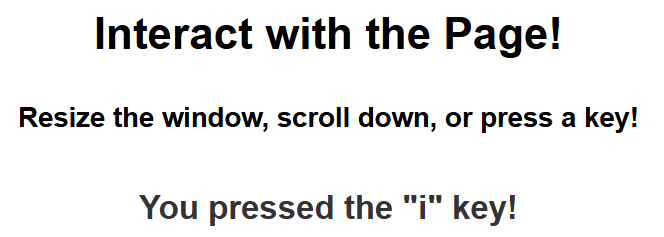 Interact with the Page!
Resize the window, scroll down, or press a key!
You pressed the "i" key!